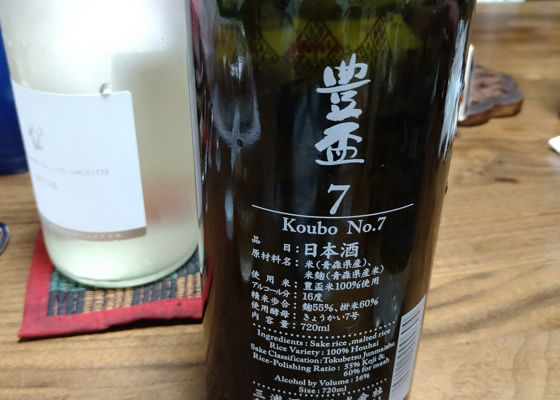 SINCE1773
豊盃
7
Koubo No.7
品目：日本酒
原材料名：米(青森県産)、
米麹(青森県産米)
使用米：豊盃米100%使用
アルコール分：16度
精米歩合：麹55%、掛米60%
使用酵母：きょうかい7号
内容量：720ml
Ingredients : Sake rice ,malted rice
Rice Variety : 100% Houhai
Sake Classification : Tokubetsu Junmaishu
Rice-Polishing Ratio : 55% Koji &
60% for mash
Alcohol by Volume : 16%
Size : 720ml
三浦
会社